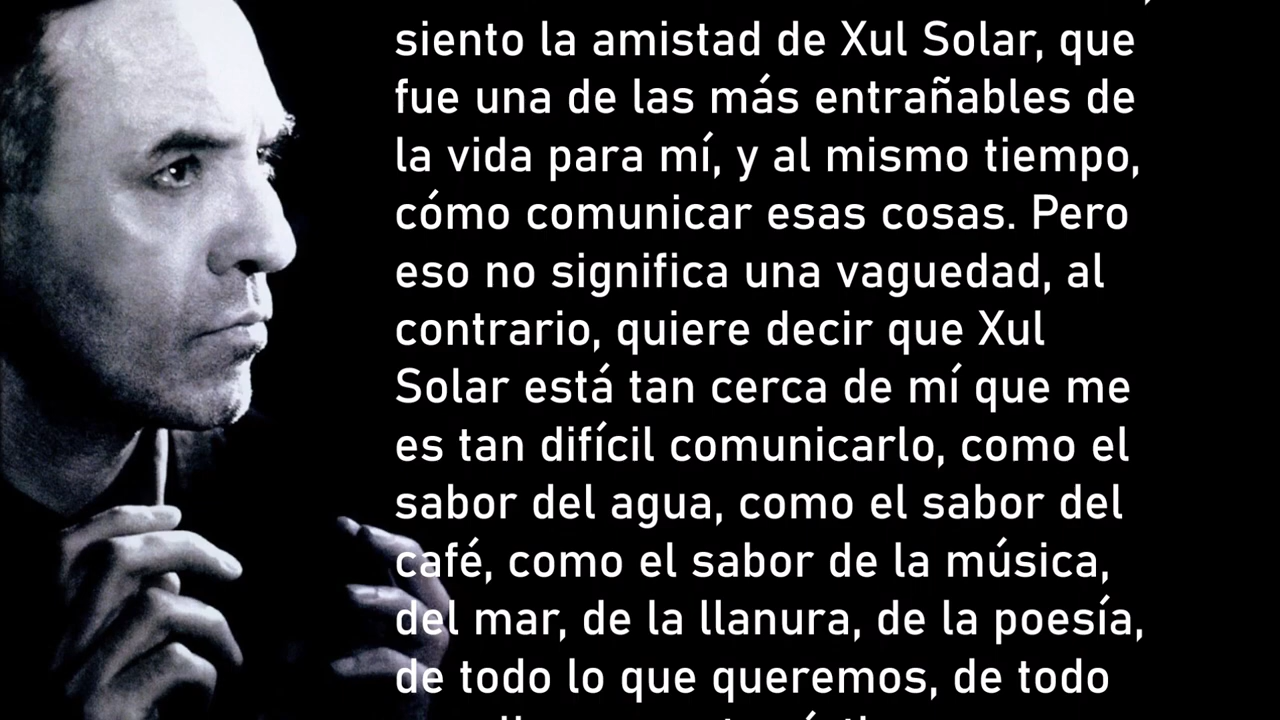 siento la amistad de Xul Solar, que
fue una de las más entrañables de
la vida para mí, y al mismo tiempo,
cómo comunicar esas cosas. Pero
eso no significa una vaguedad, al
contrario, quiere decir que Xul
Solar está tan cerca de mí que me
es tan difícil comunicarlo, como el
sabor del agua, como el sabor del
café, como el sabor de la música,
del mar, de la llanura, de la poesía,
de todo lo que queremos, de todo